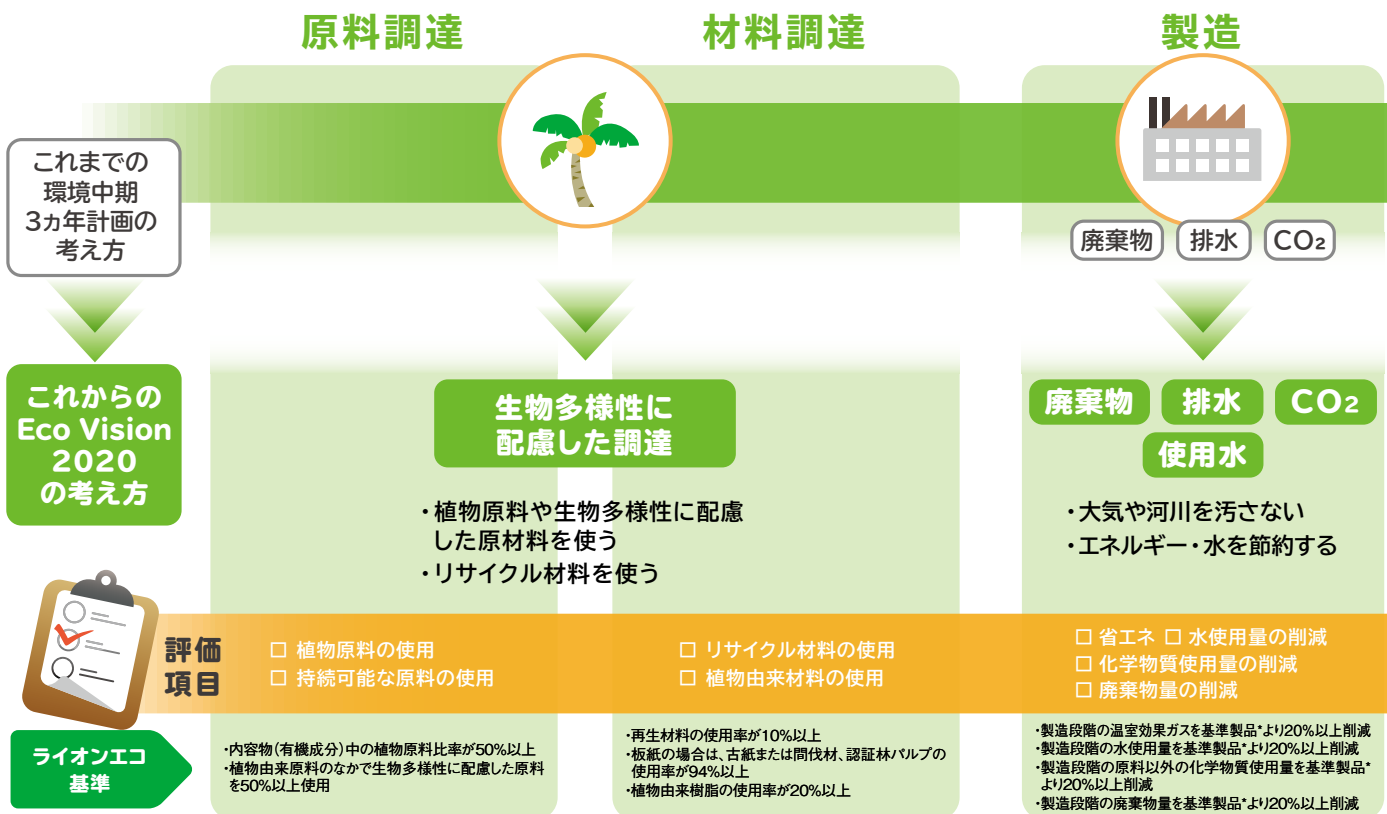 原料調達
材料調達
製造
これまでの
環境中期
3ヵ年計画の
考え方
廃棄物
排水
CO₂
これからの
Eco Vision
2020
の考え方
生物多様性に
配慮した調達
・植物原料や生物多様性に配慮
した原材料を使う
・リサイクル材料を使う
廃棄物
排水
CO₂
使用水
・大気や河川を汚さない
・エネルギー・水を節約する
評価
項目
□ 植物原料の使用
□ 持続可能な原料の使用
□ リサイクル材料の使用
□ 植物由来材料の使用
□ 省エネ □ 水使用量の削減
□ 化学物質使用量の削減
□ 廃棄物量の削減
ライオンエコ
基準
・内容物(有機成分)中の植物原料比率が50%以上
・植物由来原料のなかで生物多様性に配慮した原料
を50%以上使用
・再生材料の使用率が10%以上
・板紙の場合は、古紙または間伐材、認証林パルプの
使用率が94%以上
・植物由来樹脂の使用率が20%以上
・製造段階の温室効果ガスを基準製品*より20%以上削減
・製造段階の水使用量を基準製品*より20%以上削減
・製造段階の原料以外の化学物質使用量を基準製品*
より20%以上削減
・製造段階の廃棄物量を基準製品*より20%以上削減